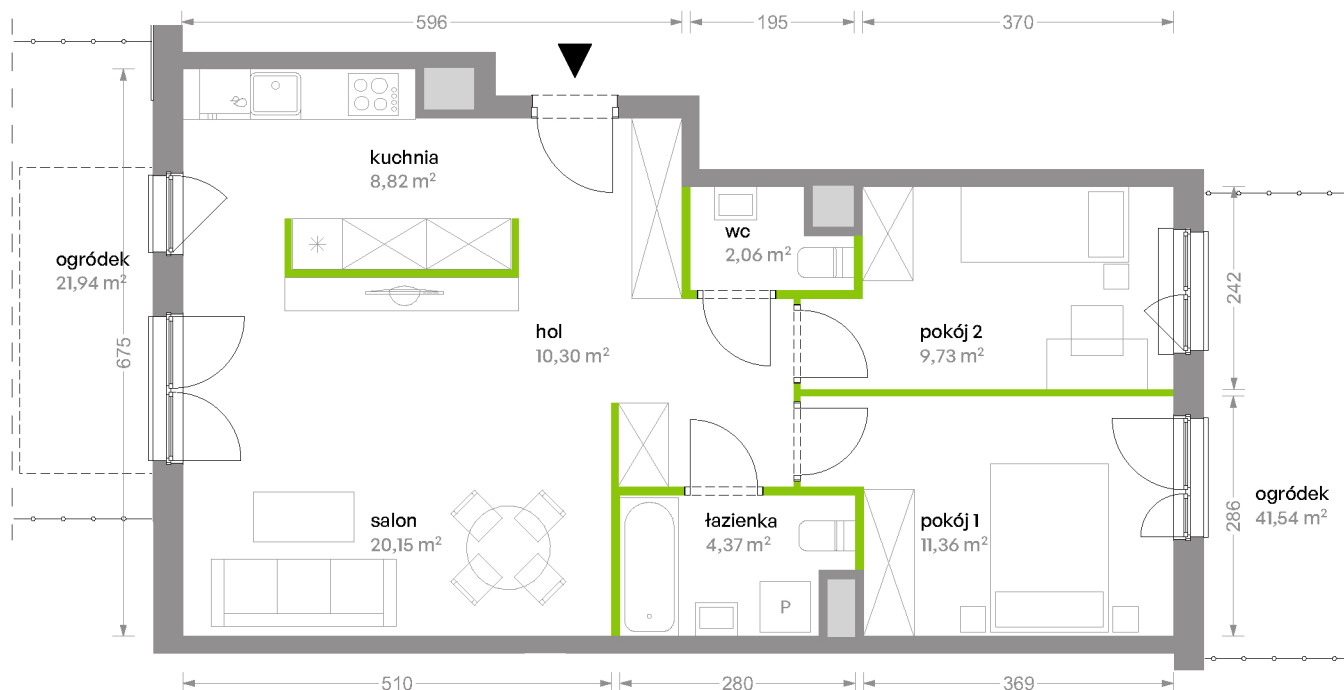 596
195
370
kuchnia
8,82 m²
wc
2,06 m²
ogródek
21,94 m²
242
675
hol
10,30 m²
pokój 2
9,73 m²
ogródek
41,54 m²
286
salon
20,15 m²
łazienka
4,37 m²
pokój 1
11,36 m²
P
510
280
369